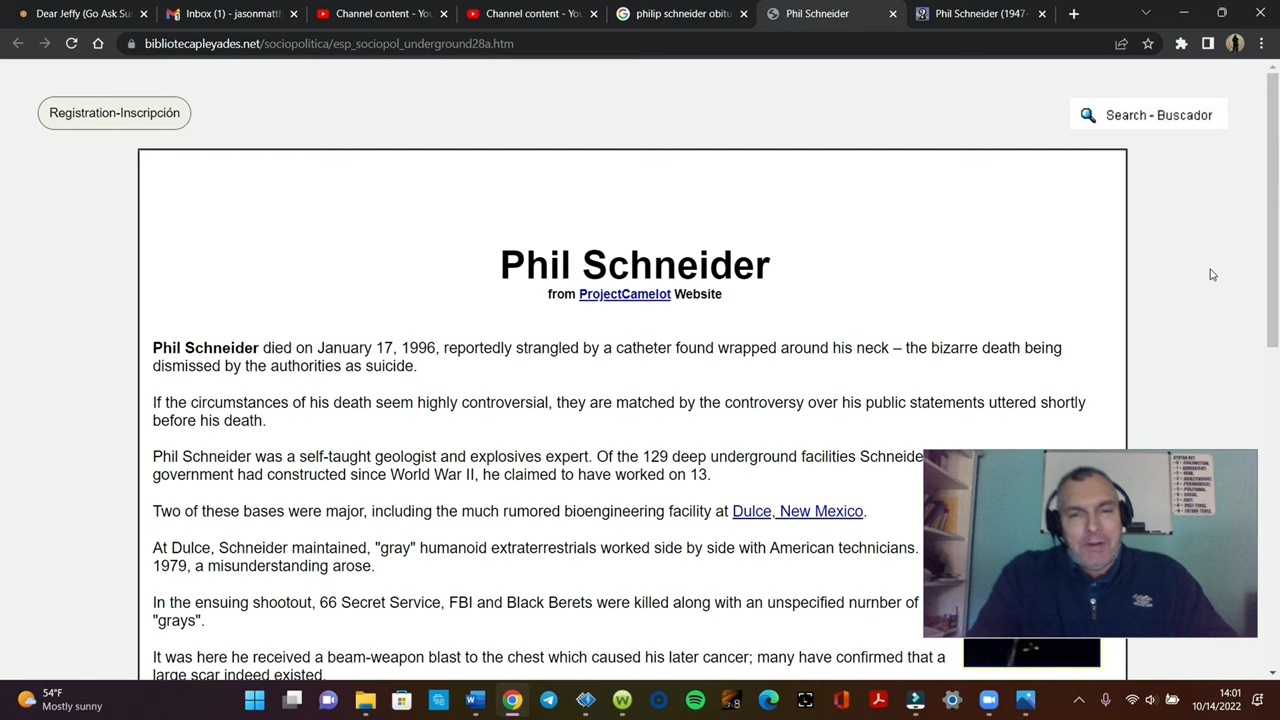 Dear Jeffy (Go Ask Su
Inbox (1) - jasonmatth
Channel content - Yo
Channel content - You
philip schneider obitu
Phil Schneider
Phil Schneider (1947-
bibliotecapleyades.net/sociopolitica/esp_sociopol_underground28a.htm
Registration-Inscripción
Search - Buscador
Phil Schneider
from ProjectCamelot Website
Phil Schneider died on January 17, 1996, reportedly strangled by a catheter found wrapped around his neck – the bizarre death being
dismissed by the authorities as suicide.
If the circumstances of his death seem highly controversial, they are matched by the controversy over his public statements uttered shortly
before his death.
Phil Schneider was a self-taught geologist and explosives expert. Of the 129 deep underground facilities Schneide
government had constructed since World War II, he claimed to have worked on 13.
Two of these bases were major, including the much rumored bioengineering facility at Dulce, New Mexico.
At Dulce, Schneider maintained, "gray" humanoid extraterrestrials worked side by side with American technicians.
1979, a misunderstanding arose.
In the ensuing shootout, 66 Secret Service, FBI and Black Berets were killed along with an unspecified number of
"grays".
It was here he received a beam-weapon blast to the chest which caused his later cancer; many have confirmed that a
large scar indeed existed.
54°F
Mostly sunny
14:01
10/14/2022